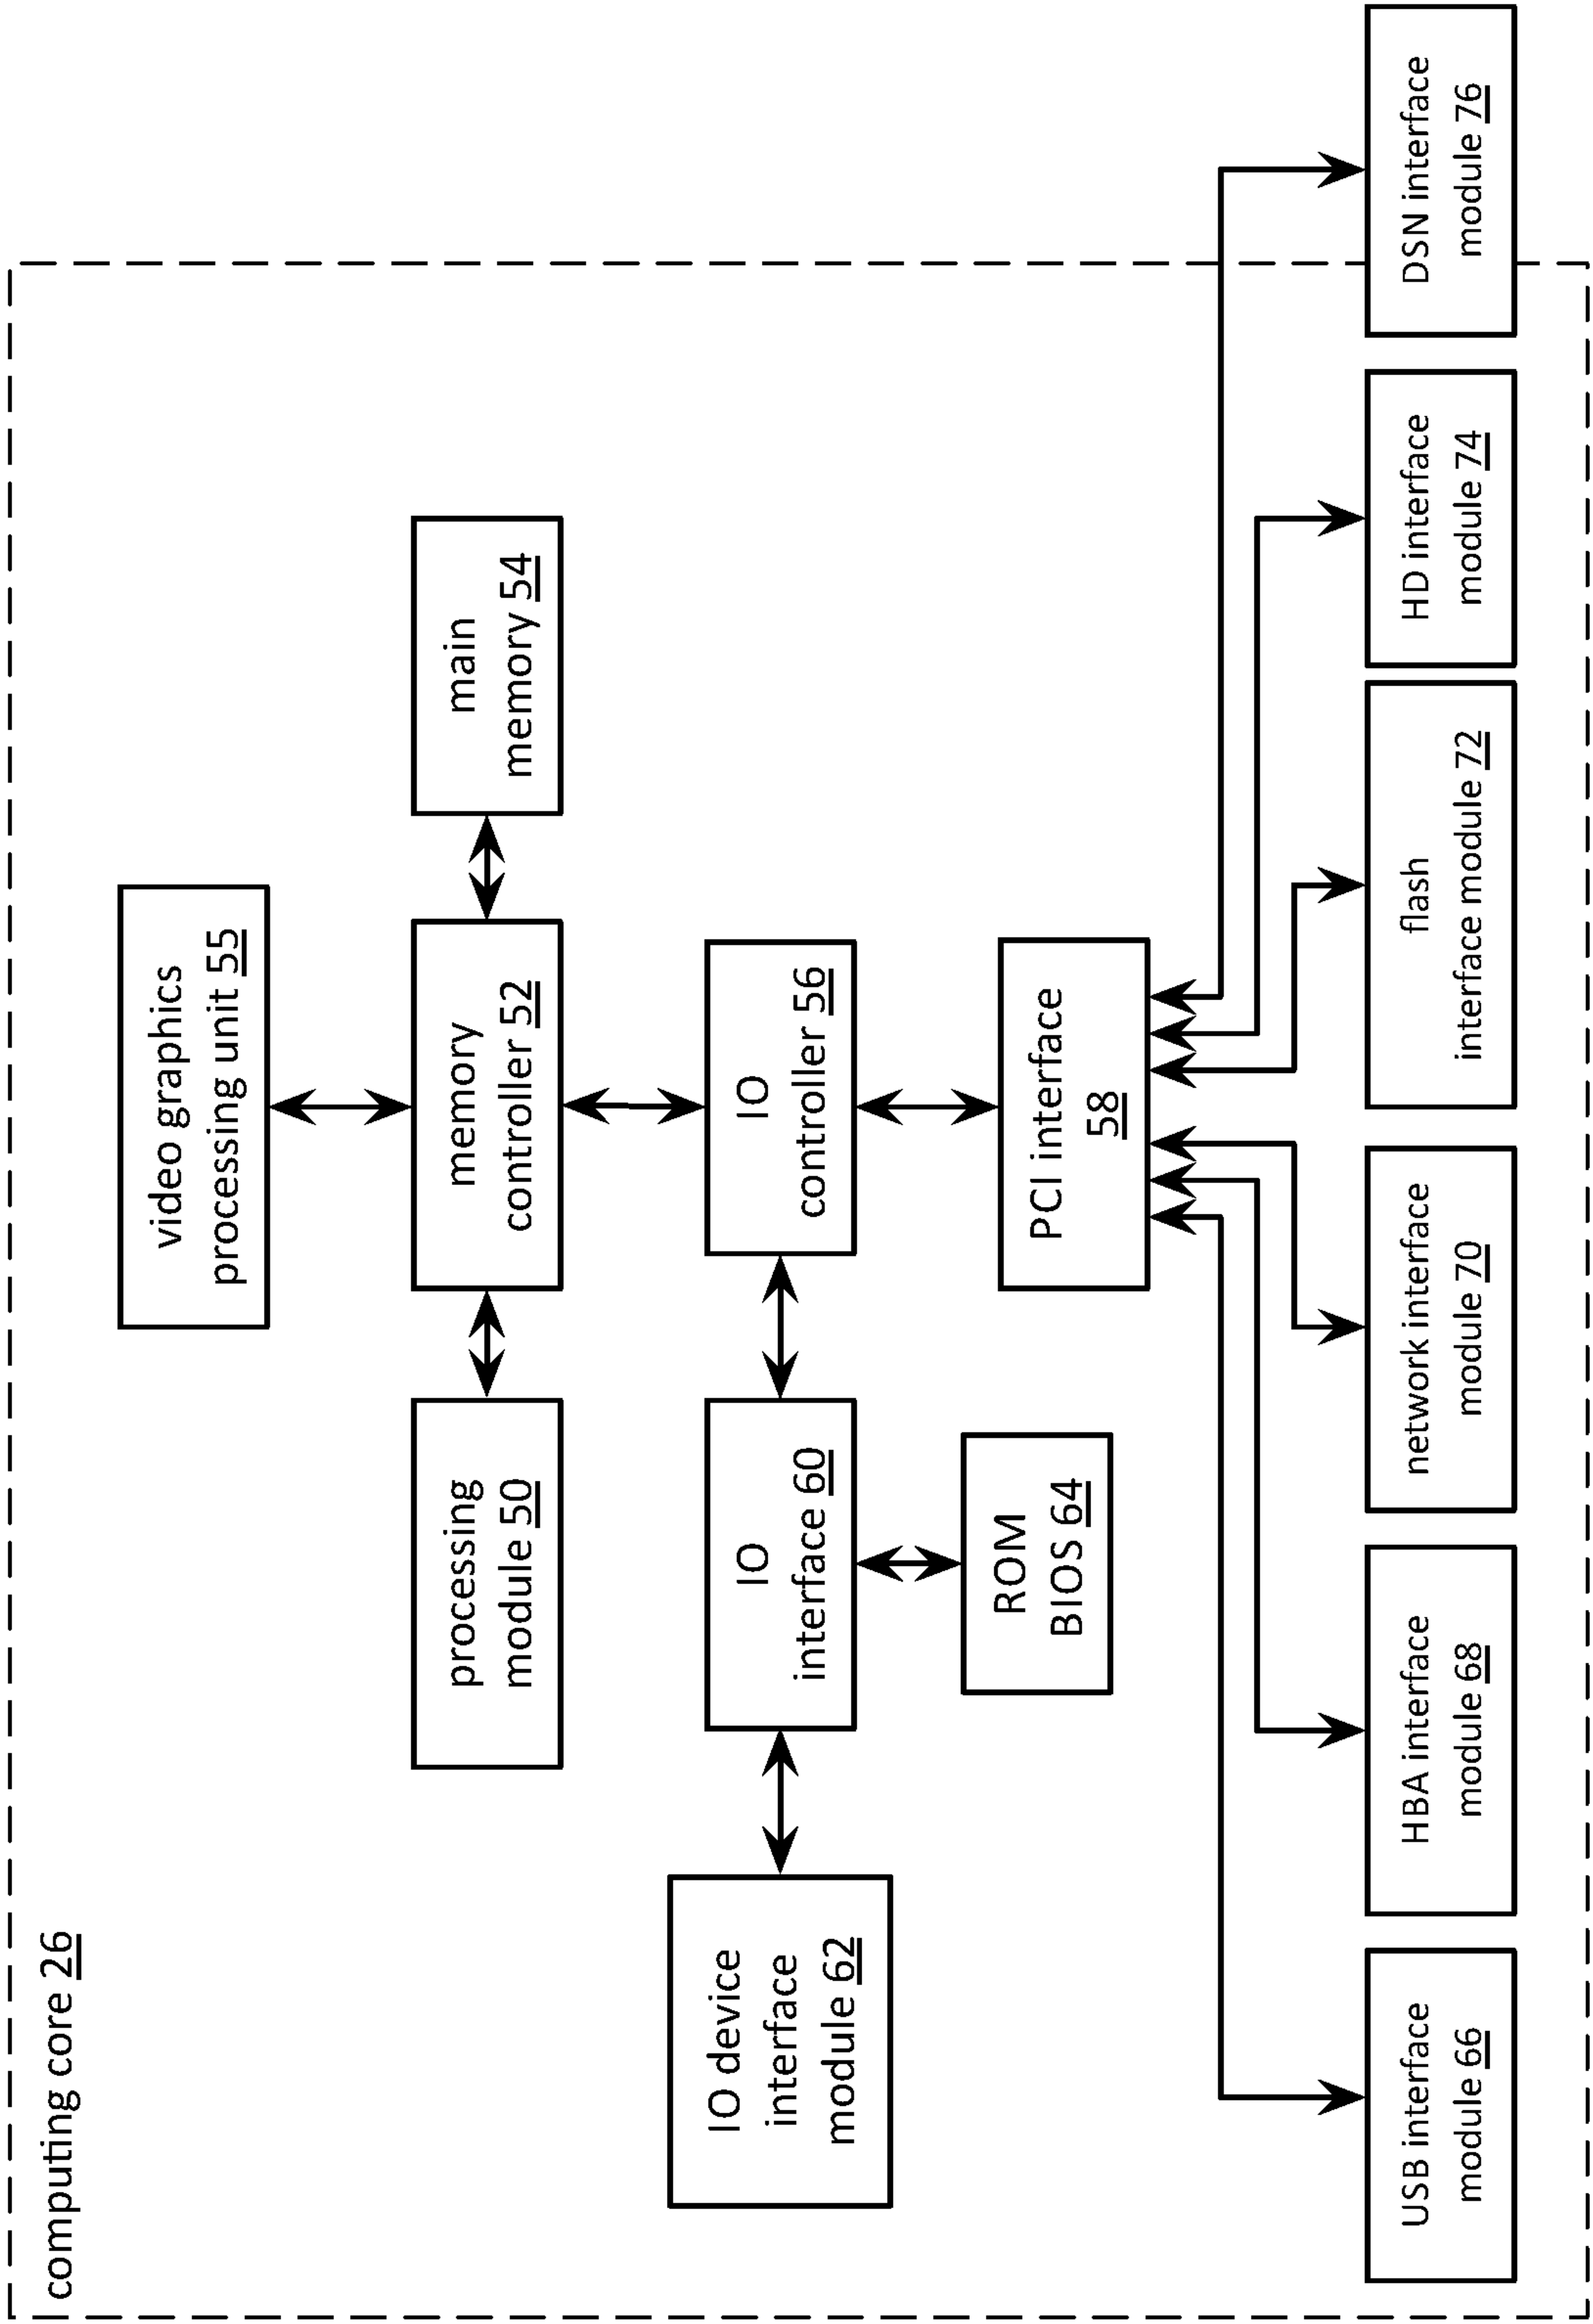 computing core 26
video graphics
processing unit 55
processing
module 50
memory
controller 52
main
memory 54
IO device
interface
module 62
IO
interface 60
IO
controller 56
ROM
BIOS 64
PCI interface
58
USB interface
module 66
HBA interface
module 68
network interface
module 70
flash
interface module 72
HD interface
module 74
DSN interface
module 76